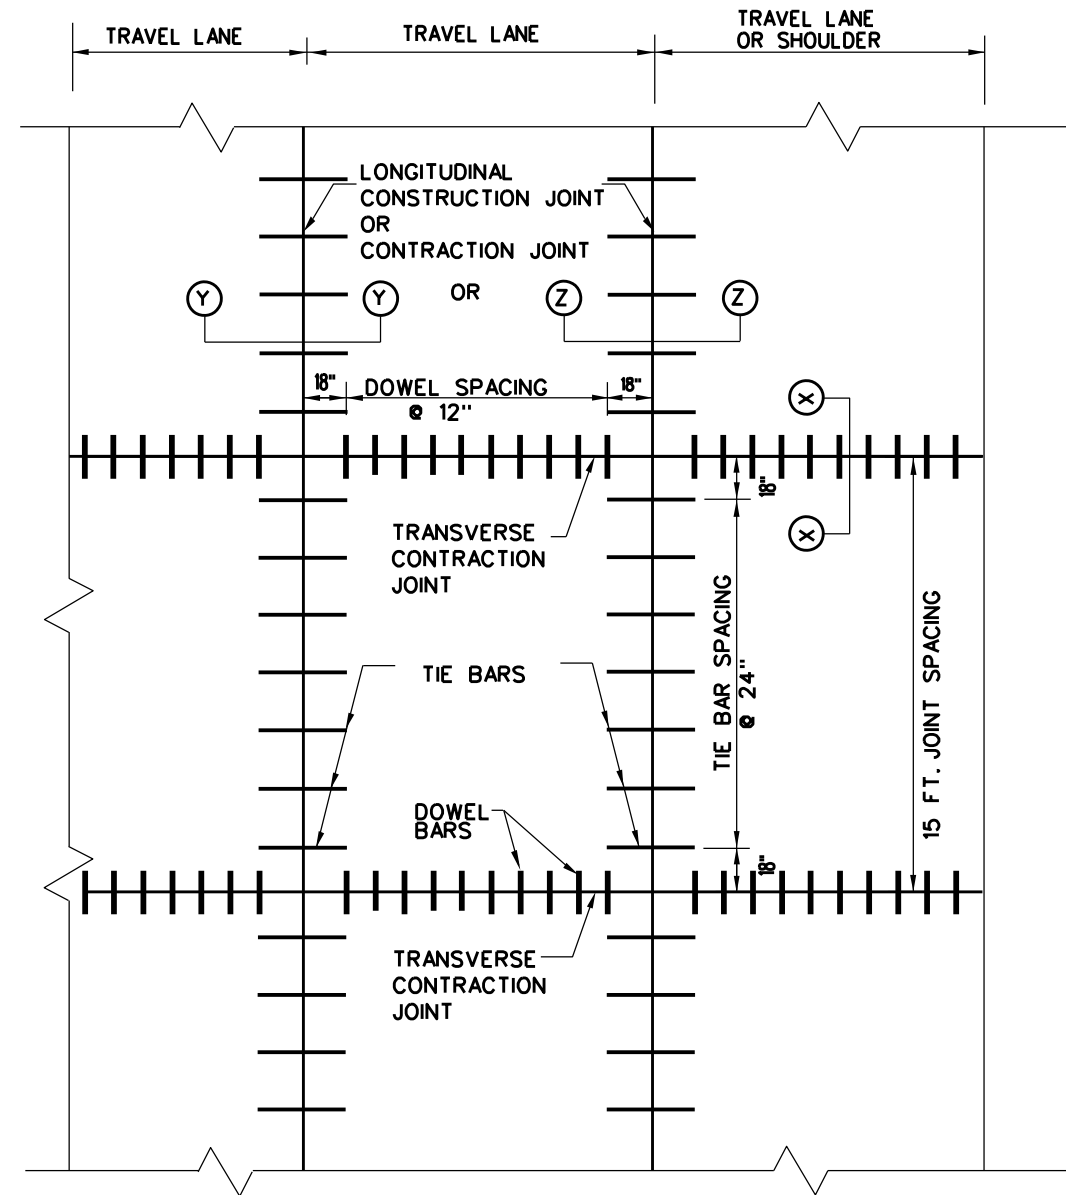 TRAVEL LANE
TRAVEL LANE
TRAVEL LANE
OR SHOULDER
LONGITUDINAL
CONSTRUCTION JOINT
OR
CONTRACTION JOINT
OR
Y
Y
Z
Z
18"
DOWEL SPACING
@ 12"
18"
X
X
18"
TRANSVERSE
CONTRACTION
JOINT
TIE BAR SPACING
@ 24"
15 FT. JOINT SPACING
TIE BARS
DOWEL
BARS
18"
TRANSVERSE
CONTRACTION
JOINT